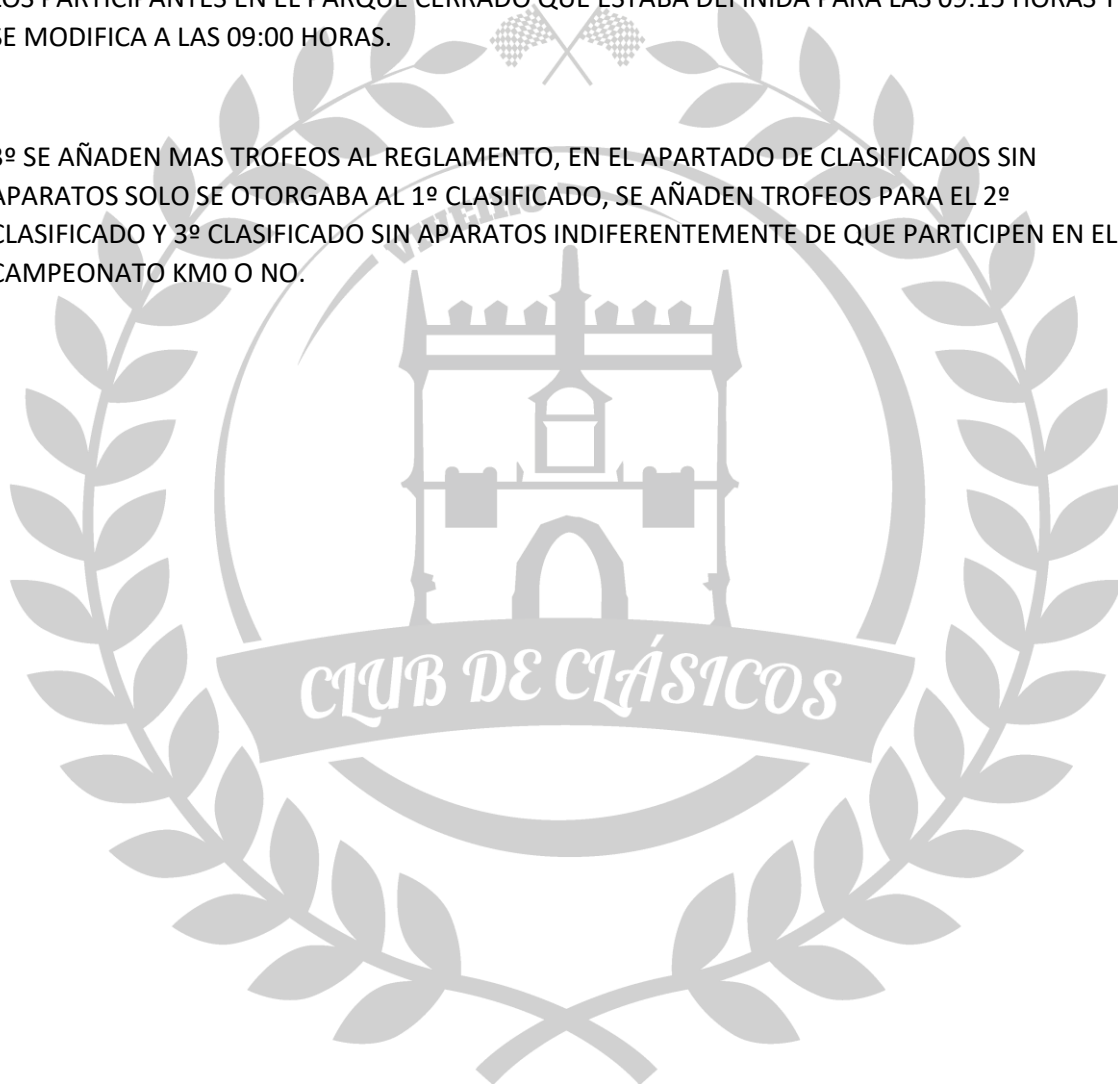 LOS PARTICIPANTES EN EL PARQUE CERRADO QUE ESTABA DEFINIDA PARA LAS 09:15 HORAS Y
SE MODIFICA A LAS 09:00 HORAS.
3º SE AÑADEN MAS TROFEOS AL REGLAMENTO, EN EL APARTADO DE CLASIFICADOS SIN
APARATOS SOLO SE OTORGABA AL 1º CLASIFICADO, SE AÑADEN TROFEOS PARA EL 2º
CLASIFICADO Y 3º CLASIFICADO SIN APARATOS INDIFERENTEMENTE DE QUE PARTICIPEN EN EL
CAMPEONATO KM0 O NO.
VIVEIRO
CLUB DE CLÁSICOS